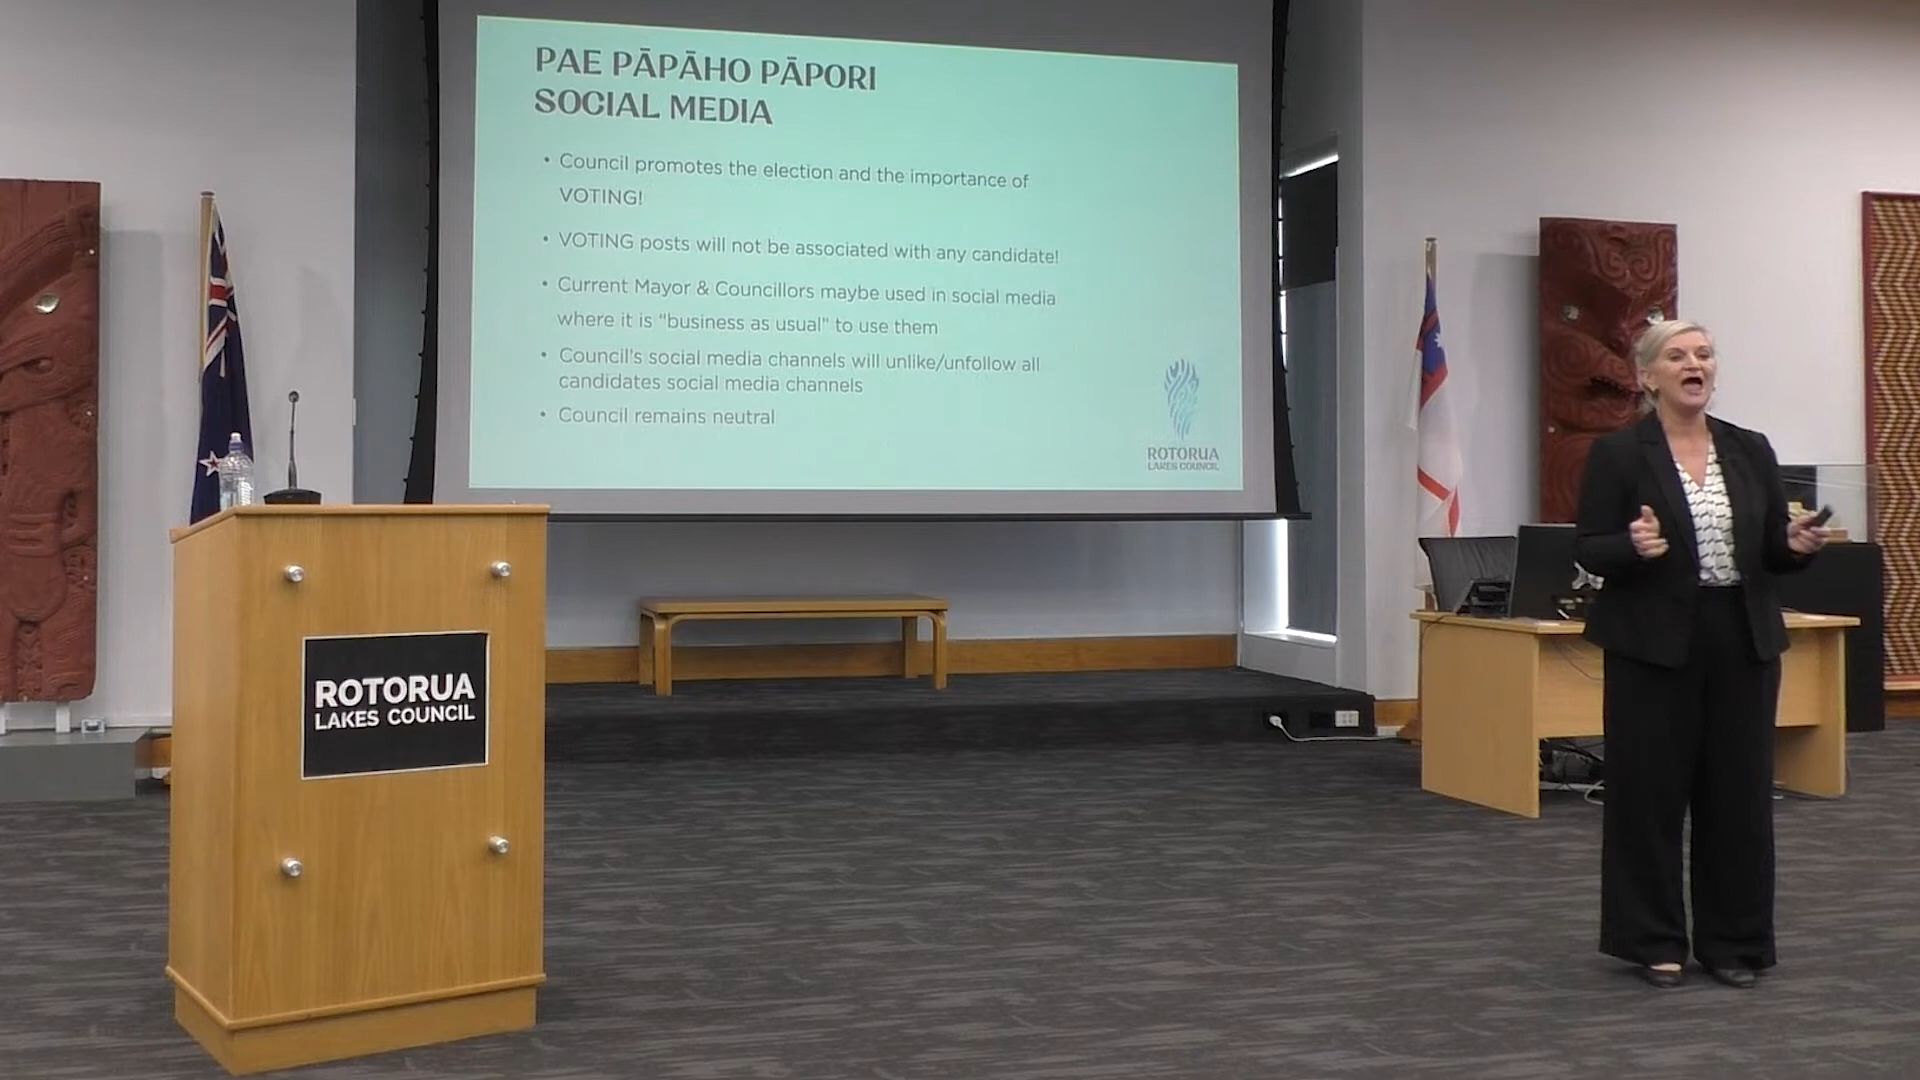 PAE PĀPĀHO PĀPORI
SOCIAL MEDIA
• Council promotes the election and the importance of
VOTING!
• VOTING posts will not be associated with any candidate!
• Current Mayor & Councillors maybe used in social media
where it is “business as usual” to use them
• Council's social media channels will unlike/unfollow all
candidates social media channels
• Council remains neutral
ROTORUA
LAKES COUNCIL
ROTORUA
LAKES COUNCIL